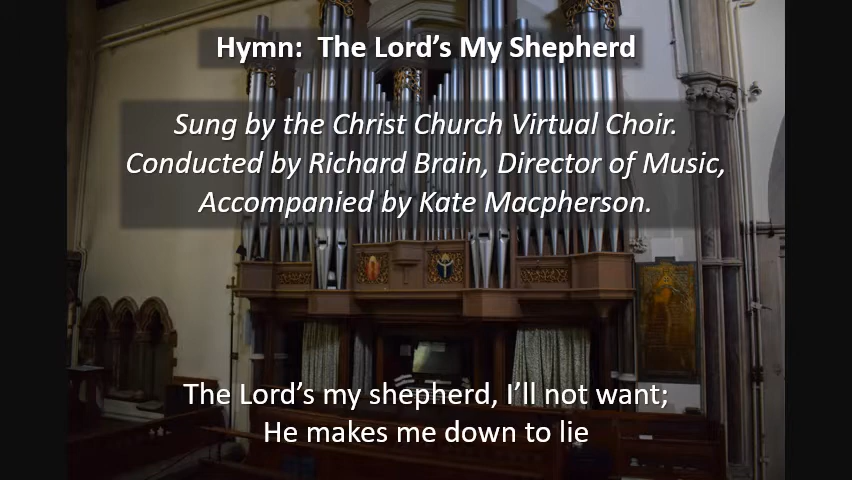 Hymn:  The Lord’s My Shepherd
Sung by the Christ Church Virtual Choir.
Conducted by Richard Brain, Director of Music,
Accompanied by Kate Macpherson.
The Lord’s my shepherd, I’ll not want;
He makes me down to lie